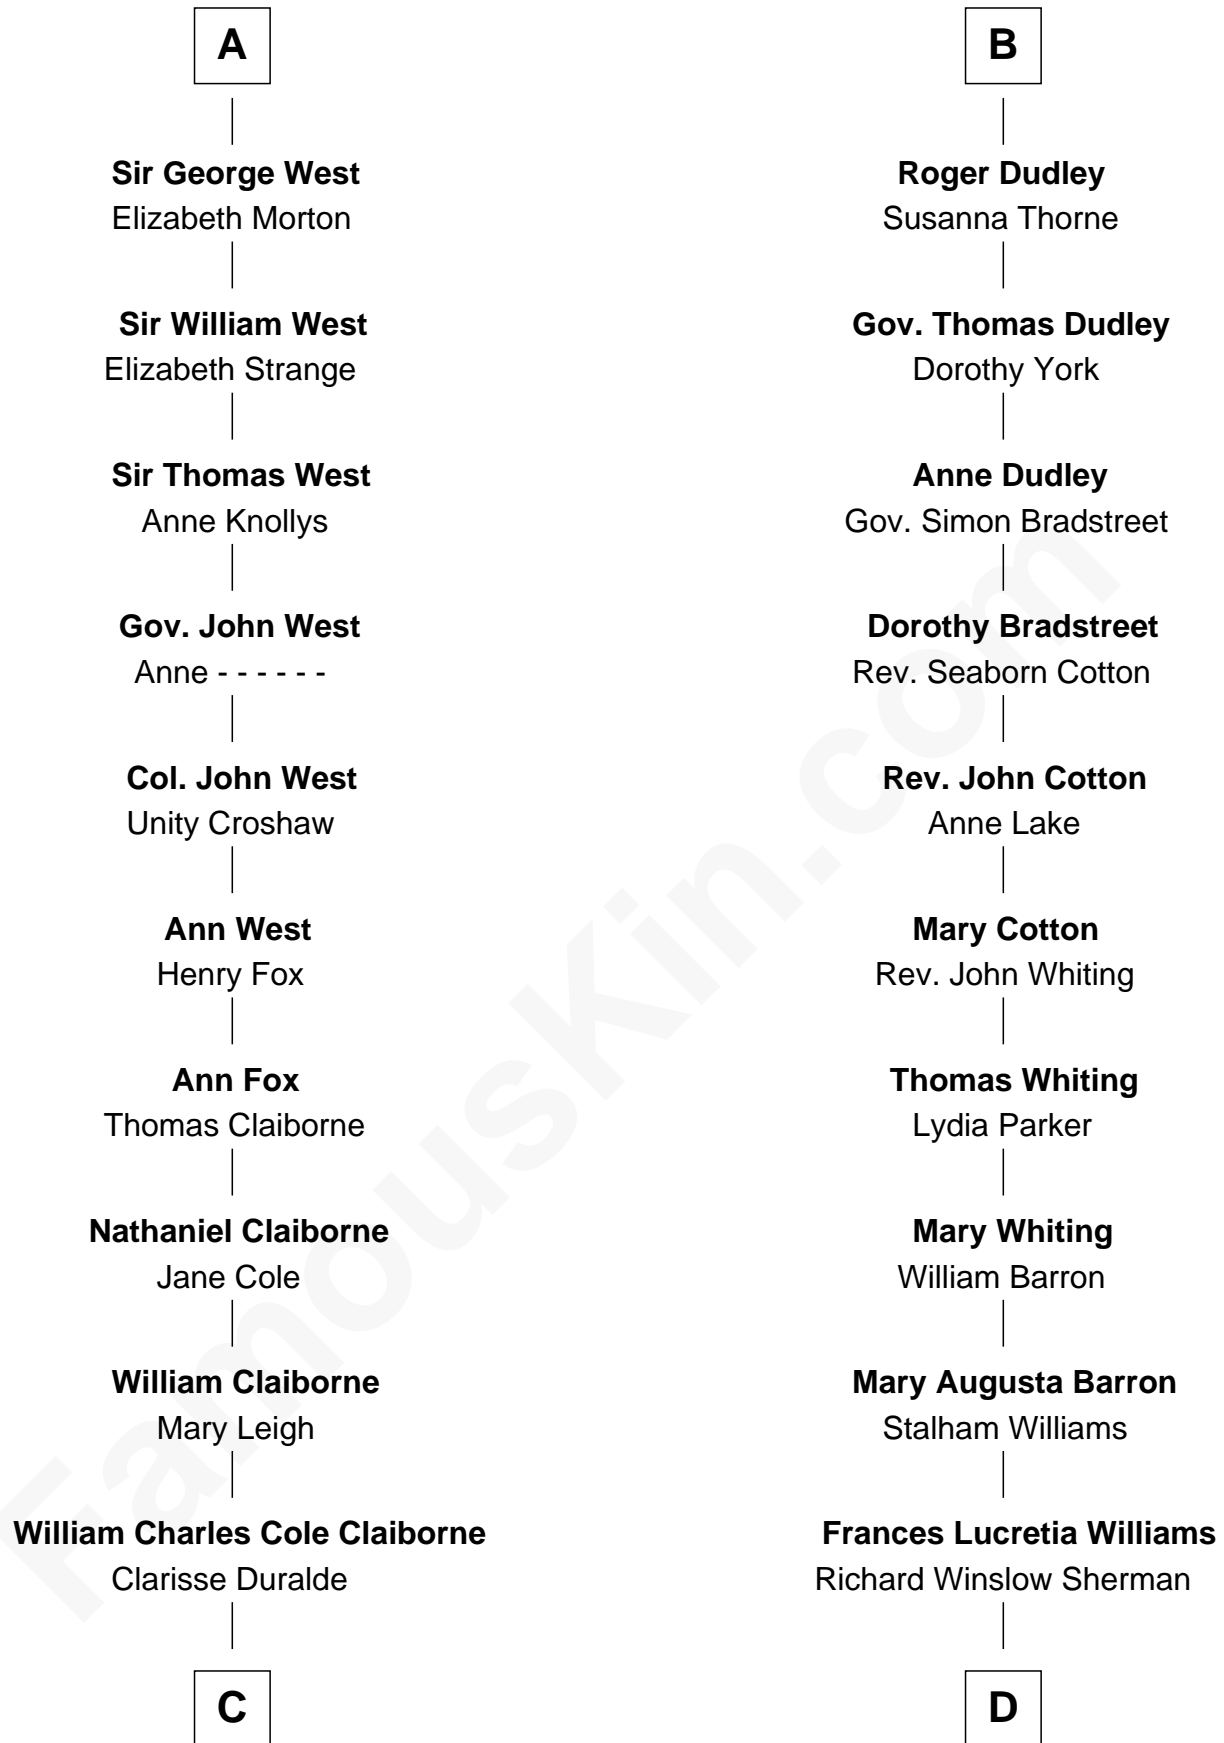 A
Sir George West
Elizabeth Morton
Sir William West
Elizabeth Strange
Sir Thomas West
Anne Knollys
Gov. John West
Anne - - - - - -
Col. John West
Unity Croshaw
Ann West
Henry Fox
Ann Fox
Thomas Claiborne
Nathaniel Claiborne
Jane Cole
William Claiborne
Mary Leigh
William Charles Cole Claiborne
Clarisse Duralde
C
B
Roger Dudley
Susanna Thorne
Gov. Thomas Dudley
Dorothy York
Anne Dudley
Gov. Simon Bradstreet
Dorothy Bradstreet
Rev. Seaborn Cotton
Rev. John Cotton
Anne Lake
Mary Cotton
Rev. John Whiting
Thomas Whiting
Lydia Parker
Mary Whiting
William Barron
Mary Augusta Barron
Stalham Williams
Frances Lucretia Williams
Richard Winslow Sherman
D
FamousKin.com